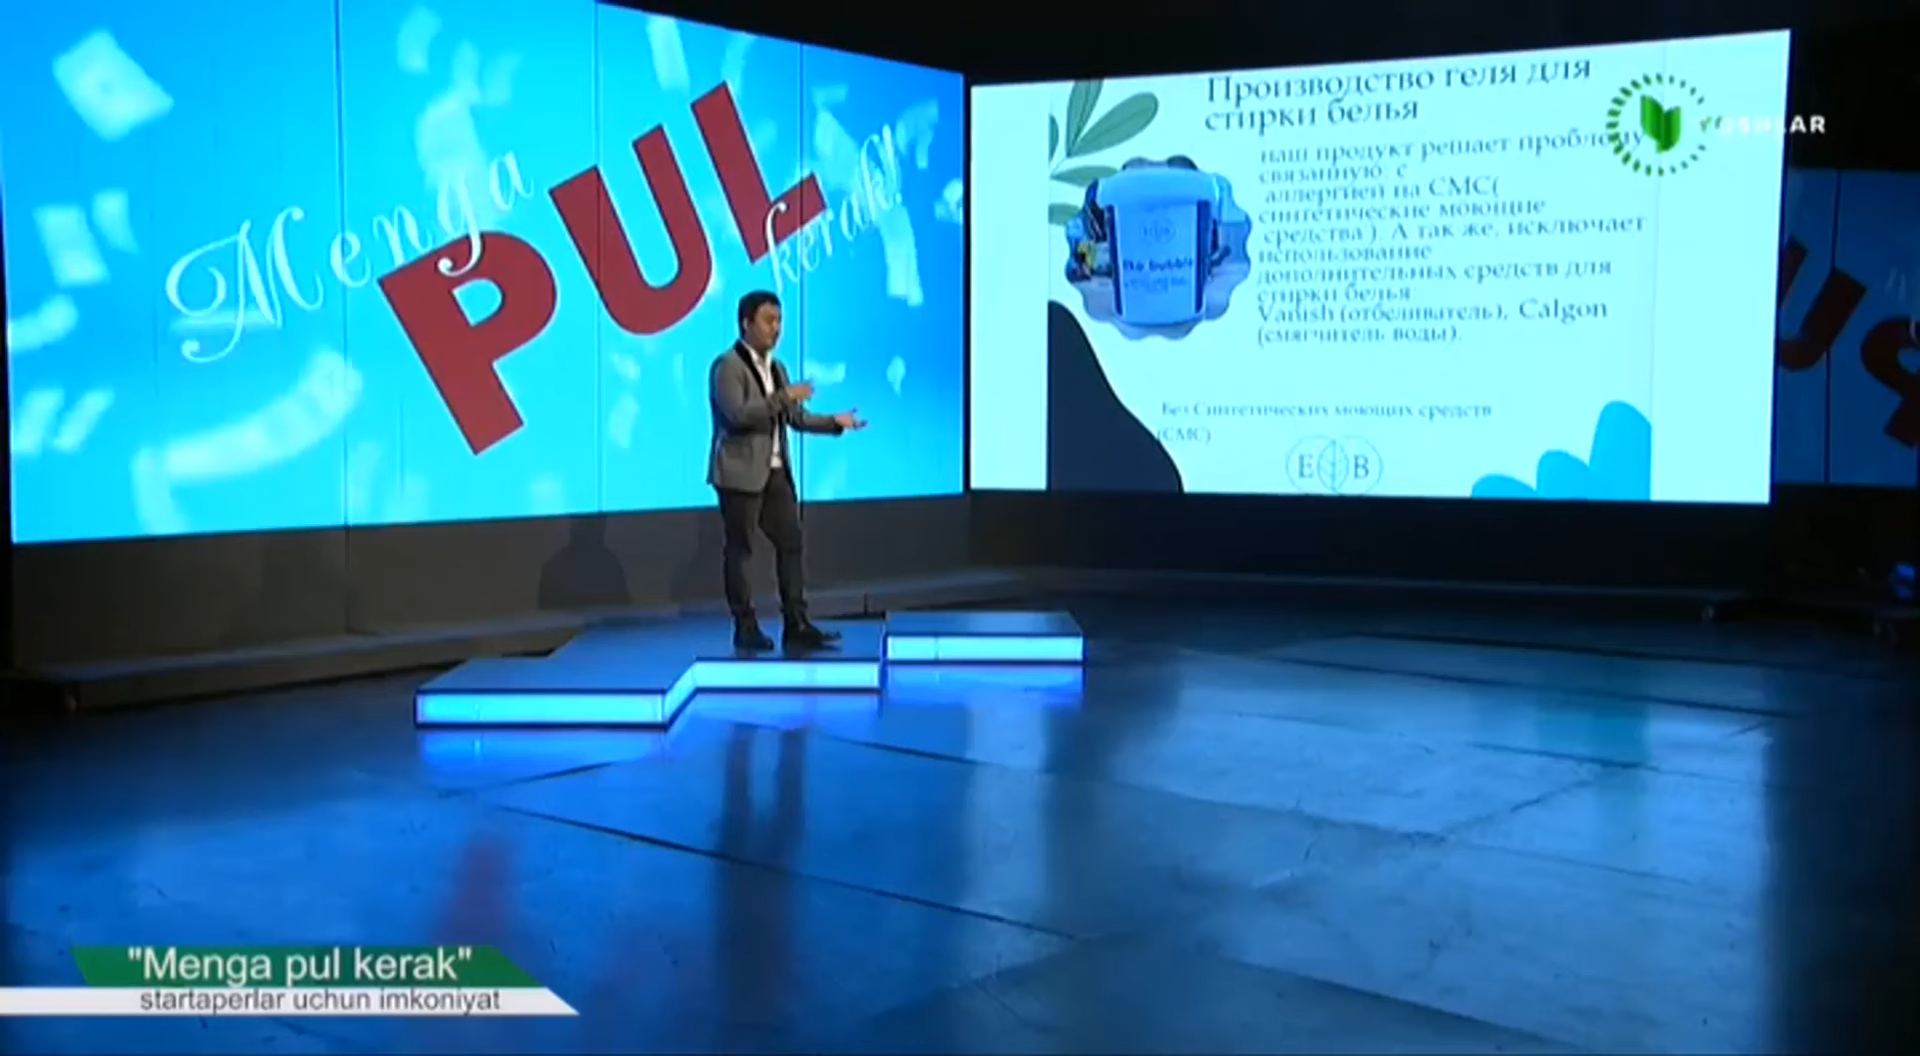 Menga
PUL
kerak!
Производство геля для
стирки белья
наш продукт решает проблему
связанную с
аллергией на СМС(
синтетические моющие
средства ). А так же, исключает
использование
дополнительных средств для
стирки белья:
Vanish (отбеливатель), Calgon
(смягчитель воды).
Eko bubble
Без Синтетических моющих средств
(СМС)
E B
YOSHLAR
"Menga pul kerak"
startaperlar uchun imkoniyat